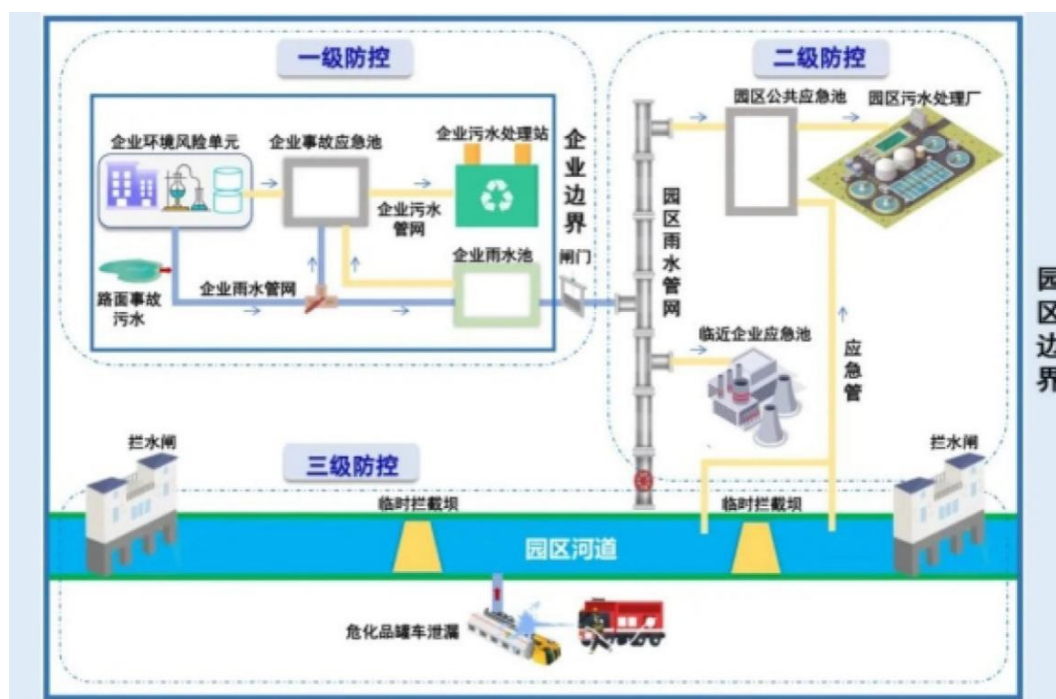 一级防控
二级防控
企业环境风险单元
企业事故应急池
企业污水处理站
企业污水
管网
企业边界
路面事故
污水
企业雨水管网
企业雨水池
闸门
园区雨水管网
园区公共应急池
园区污水处理厂
临近企业应急池
应急管
园区边界
三级防控
拦水闸
临时拦截坝
园区河道
临时拦截坝
拦水闸
危化品罐车泄漏